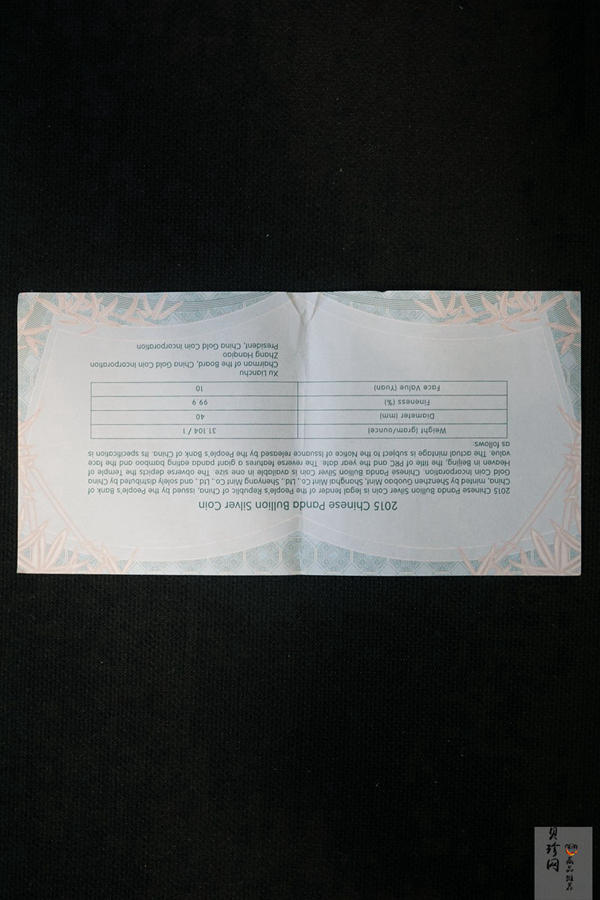 2015 Chinese Panda Bullion Silver Coin
2015 Chinese Panda Bullion Silver Coin is legal tender of the People's Republic of China, issued by the People's Bank of
China, minted by Shenzhen Guobao Mint, Shanghai Mint Co., Ltd., Shenyang Mint Co., Ltd., and solely distributed by China
Gold Coin Incorporation. Chinese Panda Bullion Silver Coin is available in one size. The obverse depicts the Temple of
Heaven in Beijing, the title of PRC and the year date. The reverse features a giant panda eating bamboo and the face
value. The actual mintage is subject to the Notice of Issuance released by the People's Bank of China. Its specification is
as follows:
Weight (gram/ounce) 31.104 / 1
Diameter (mm) 40
Fineness (%) 99.9
Face Value (Yuan) 10
Xu Lianchu
Chairman of the Board, China Gold Coin Incorporation
Zhang Hanqiao
President, China Gold Coin Incorporation
贝珍网